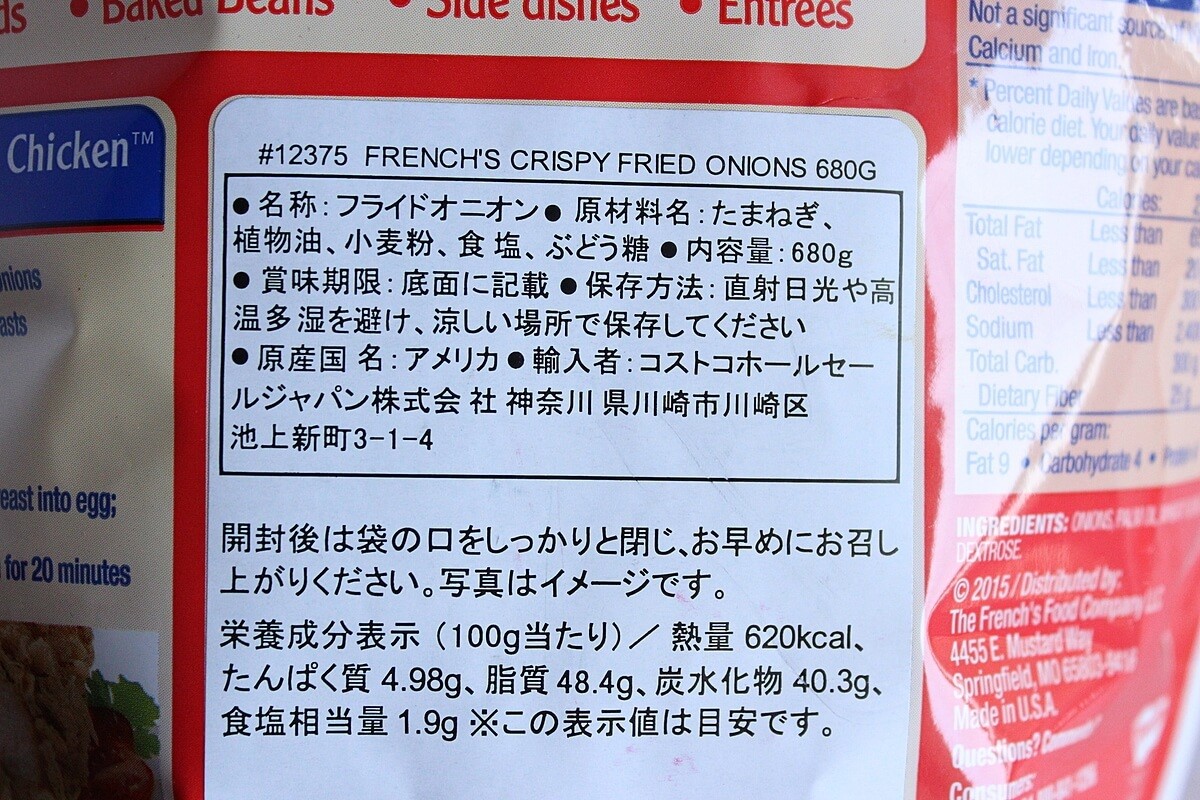 • Baked Beans • Side dishes • Entrées
Chicken™
east into egg;
for 20 minutes
#12375 FRENCH'S CRISPY FRIED ONIONS 680G
● 名称:フライドオニオン● 原材料名:たまねぎ、
植物油、小麦粉、食塩、ぶどう糖 ● 内容量:680g
● 賞味期限:底面に記載 ●保存方法:直射日光や高
温多湿を避け、涼しい場所で保存してください
● 原産国名:アメリカ● 輸入者:コストコホールセー
ルジャパン株式会社 神奈川県川崎市川崎区
池上新町3-1-4
開封後は袋の口をしっかりと閉じ、お早めにお召し
上がりください。写真はイメージです。
栄養成分表示(100g当たり)/ 熱量 620kcal、
たんぱく質 4.98g、脂質 48.4g、炭水化物 40.3g、
食塩相当量 1.9g ※この表示値は目安です。
Not a significant source of
Calcium and Iron.
* Percent Daily Values are
calorie diet. Your daily value
lower depending on your
Calories:
Total Fat Less than
Sat. Fat Less than
Cholesterol Less than
Sodium Less than
Total Carb.
Dietary Fiber 25g
Calories per gram:
Fat 9 • Carbohydrate 4 •
INGREDIENTS: ONIONS, PALM OIL,
DEXTROSE.
© 2015 / Distributed by:
The French's Food Company LLC
4455 E. Mustard Way
Springfield, MO
Made in U.S.A.
Questions?
Consumers: